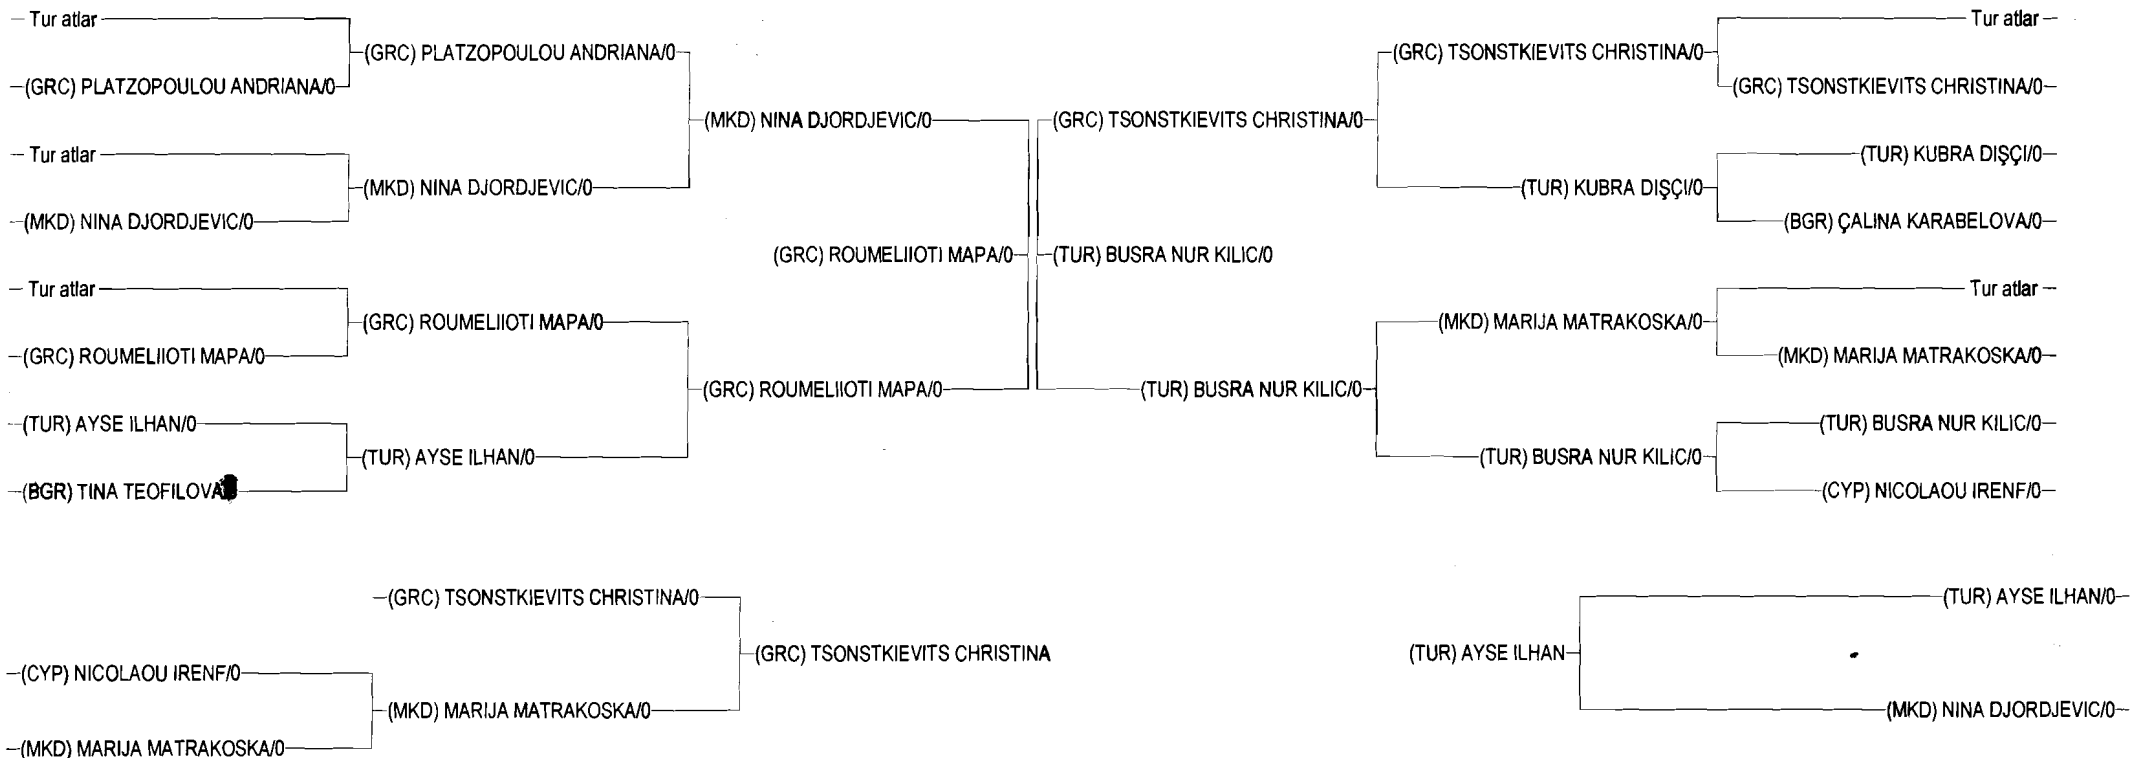 Tur atlar
(GRC) PLATZOPOULOU ANDRIANA/0
(GRC) PLATZOPOULOU ANDRIANA/0
Tur atlar
(MKD) NINA DJORDJEVIC/0
(MKD) NINA DJORDJEVIC/0
(MKD) NINA DJORDJEVIC/0
Tur atlar
(GRC) ROUMELIIOTI MAPA/0
(GRC) ROUMELIIOTI MAPA/0
(TUR) AYSE ILHAN/0
(TUR) AYSE ILHAN/0
(BGR) TINA TEOFILOVA
(GRC) ROUMELIIOTI MAPA/0
(GRC) ROUMELIIOTI MAPA/0
(TUR) BUSRA NUR KILIC/0
(GRC) TSONSTKIEVITS CHRISTINA/0
(GRC) TSONSTKIEVITS CHRISTINA/0
Tur atlar
(GRC) TSONSTKIEVITS CHRISTINA/0
(TUR) KUBRA DIŞÇI/0
(TUR) KUBRA DIŞÇI/0
(BGR) ÇALINA KARABELOVA/0
(TUR) BUSRA NUR KILIC/0
(MKD) MARIJA MATRAKOSKA/0
Tur atlar
(MKD) MARIJA MATRAKOSKA/0
(TUR) BUSRA NUR KILIC/0
(TUR) BUSRA NUR KILIC/0
(CYP) NICOLAOU IRENF/0
(GRC) TSONSTKIEVITS CHRISTINA/0
(GRC) TSONSTKIEVITS CHRISTINA
(CYP) NICOLAOU IRENF/0
(MKD) MARIJA MATRAKOSKA/0
(MKD) MARIJA MATRAKOSKA/0
(TUR) AYSE ILHAN/0
(TUR) AYSE ILHAN
(MKD) NINA DJORDJEVIC/0